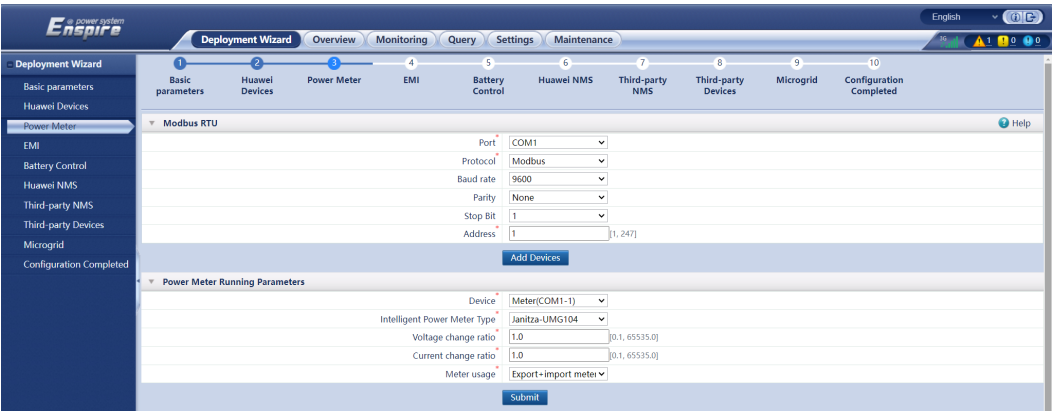 e power system
Enspire
English
Deployment Wizard
Overview
Monitoring
Query
Settings
Maintenance
3G
1
0
0
Deployment Wizard
Basic parameters
Huawei Devices
Power Meter
EMI
Battery Control
Huawei NMS
Third-party NMS
Third-party Devices
Microgrid
Configuration Completed
1 2 3 4 5 6 7 8 9 10
Basic parameters
Huawei Devices
Power Meter
EMI
Battery Control
Huawei NMS
Third-party NMS
Third-party Devices
Microgrid
Configuration Completed
Modbus RTU
Help
Port* COM1
Protocol* Modbus
Baud rate 9600
Parity None
Stop Bit 1
Address* 1 [1, 247]
Add Devices
Power Meter Running Parameters
Device* Meter(COM1-1)
Intelligent Power Meter Type* Janitza-UMG104
Voltage change ratio* 1.0 [0.1, 65535.0]
Current change ratio* 1.0 [0.1, 65535.0]
Meter usage* Export+import meter
Submit